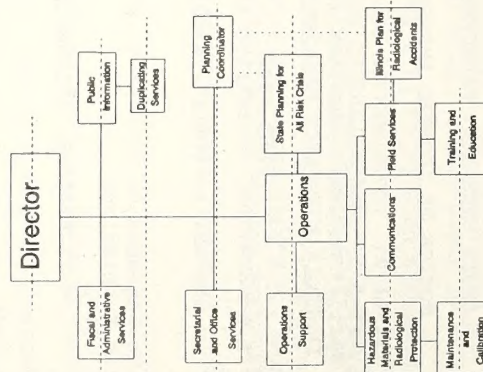 Director
Fiscal and
Administrative
Services
Public
Information
Duplicating
Services
Secretarial
and Office
Services
Planning
Coordinator
Operations
Support
Operations
State Planning for
All Risk Crisis
Hazardous
Materials and
Radiological
Protection
Communications
Field Services
Illinois Plan for
Radiological
Accidents
Maintenance
and
Calibration
Training and
Education